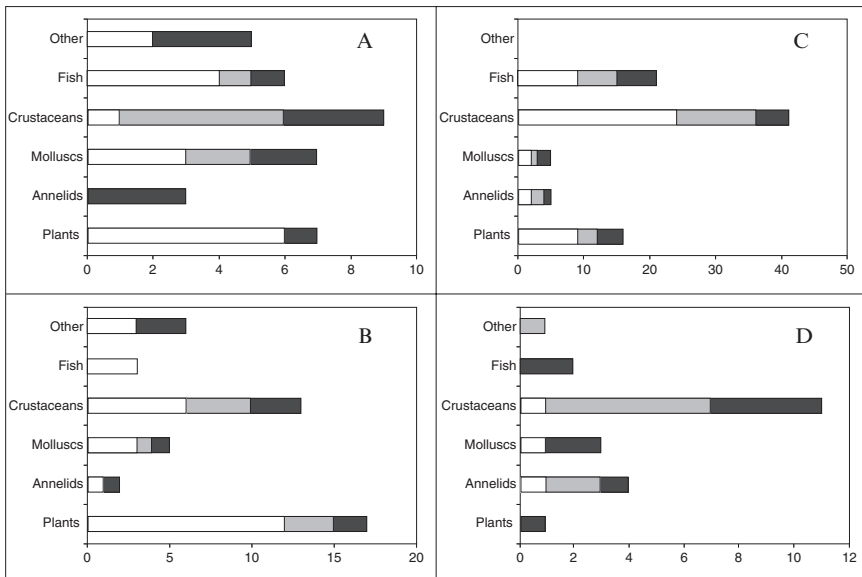 A
Other
Fish
Crustaceans
Molluscs
Annelids
Plants
0 2 4 6 8 10
C
Other
Fish
Crustaceans
Molluscs
Annelids
Plants
0 10 20 30 40 50
B
Other
Fish
Crustaceans
Molluscs
Annelids
Plants
0 5 10 15 20
D
Other
Fish
Crustaceans
Molluscs
Annelids
Plants
0 2 4 6 8 10 12